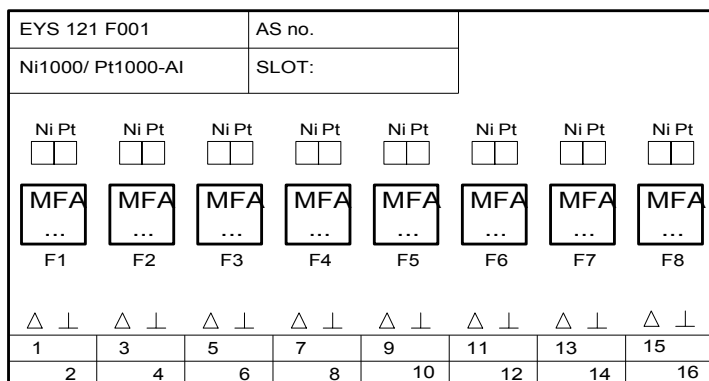 EYS 121 F001 AS no.
Ni1000/ Pt1000-AI SLOT:
Ni Pt Ni Pt Ni Pt Ni Pt Ni Pt Ni Pt Ni Pt Ni Pt
MFA MFA MFA MFA MFA MFA MFA MFA
... ... ... ... ... ... ... ...
F1 F2 F3 F4 F5 F6 F7 F8
1 3 5 7 9 11 13 15
2 4 6 8 10 12 14 16